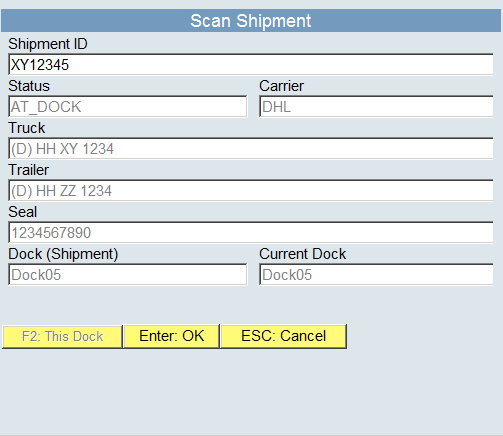 Scan Shipment
Shipment ID
XY12345
Status Carrier
AT_DOCK DHL
Truck
(D) HH XY 1234
Trailer
(D) HH ZZ 1234
Seal
1234567890
Dock (Shipment) Current Dock
Dock05 Dock05
F2: This Dock Enter: OK ESC: Cancel